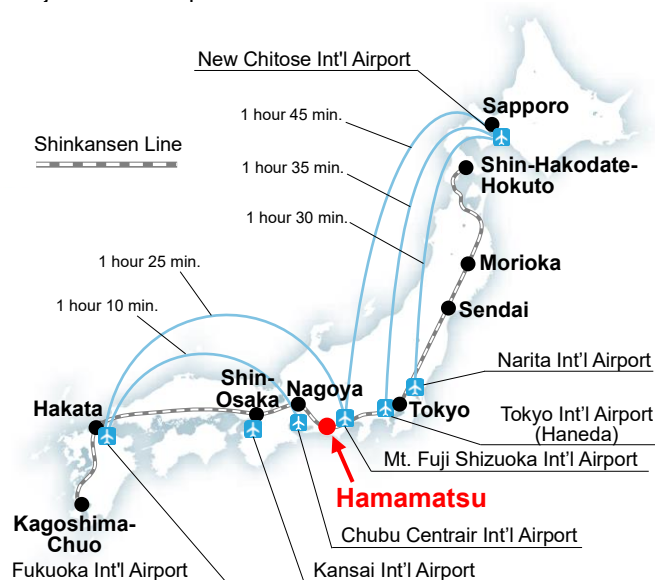 New Chitose Int'l Airport
Sapporo
1 hour 45 min.
Shinkansen Line
1 hour 35 min.
Shin-Hakodate-
Hokuto
1 hour 30 min.
1 hour 25 min.
Morioka
1 hour 10 min.
Sendai
Narita Int'l Airport
Shin-
Osaka
Nagoya
Hakata
Tokyo
Tokyo Int'l Airport
(Haneda)
Mt. Fuji Shizuoka Int'l Airport
Hamamatsu
Kagoshima-
Chuo
Chubu Centrair Int'l Airport
Fukuoka Int'l Airport
Kansai Int'l Airport